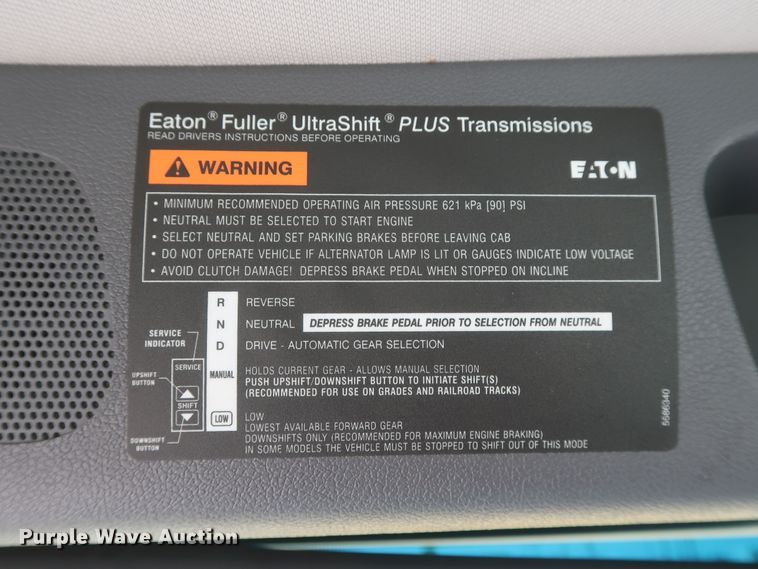 Eaton® Fuller® UltraShift® PLUS Transmissions
READ DRIVERS INSTRUCTIONS BEFORE OPERATING
WARNING
EATON
• MINIMUM RECOMMENDED OPERATING AIR PRESSURE 621 kPa [90] PSI
• NEUTRAL MUST BE SELECTED TO START ENGINE
• SELECT NEUTRAL AND SET PARKING BRAKES BEFORE LEAVING CAB
• DO NOT OPERATE VEHICLE IF ALTERNATOR LAMP IS LIT OR GAUGES INDICATE LOW VOLTAGE
• AVOID CLUTCH DAMAGE! DEPRESS BRAKE PEDAL WHEN STOPPED ON INCLINE
R REVERSE
N NEUTRAL DEPRESS BRAKE PEDAL PRIOR TO SELECTION FROM NEUTRAL
D DRIVE - AUTOMATIC GEAR SELECTION
SERVICE
INDICATOR
SERVICE
UPSHIFT
BUTTON
SHIFT
DOWNSHIFT
BUTTON
MANUAL
HOLDS CURRENT GEAR - ALLOWS MANUAL SELECTION
PUSH UPSHIFT/DOWNSHIFT BUTTON TO INITIATE SHIFT(S)
(RECOMMENDED FOR USE ON GRADES AND RAILROAD TRACKS)
LOW
LOW
LOWEST AVAILABLE FORWARD GEAR
DOWNSHIFTS ONLY (RECOMMENDED FOR MAXIMUM ENGINE BRAKING)
IN SOME MODELS THE VEHICLE MUST BE STOPPED TO SHIFT OUT OF THIS MODE
5686340
Purple Wave Auction